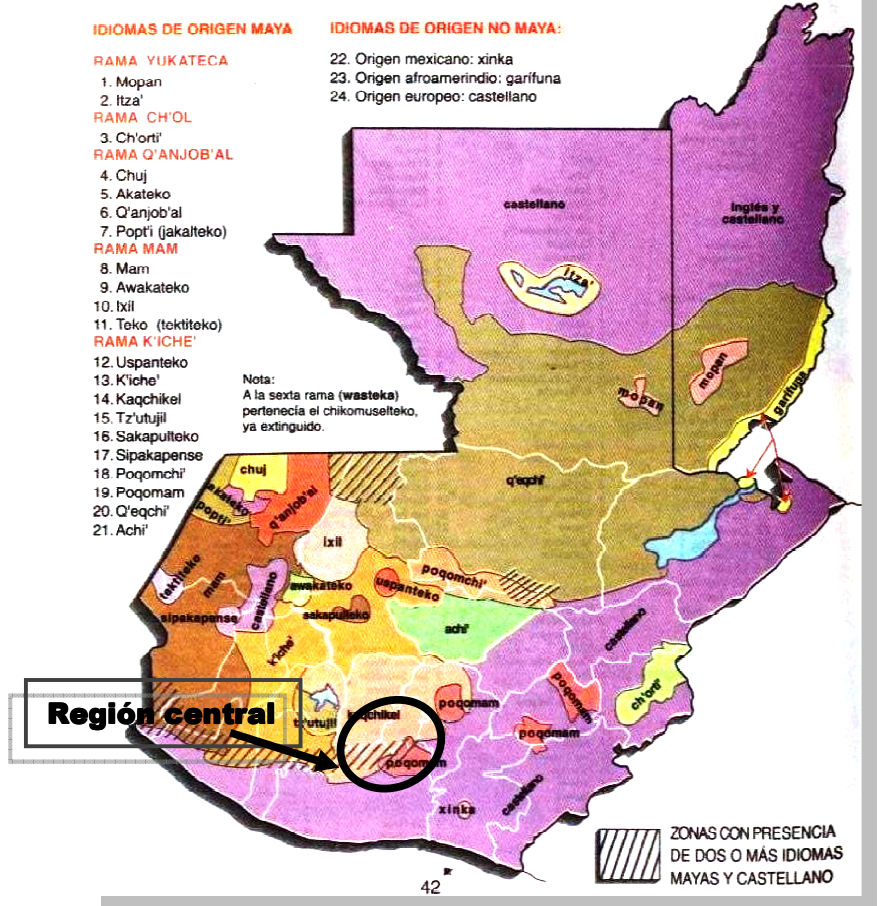 IDIOMAS DE ORIGEN MAYA
RAMA YUKATECA
1. Mopan
2. Itza'
RAMA CH'OL
3. Ch'orti'
RAMA Q'ANJOB'AL
4. Chuj
5. Akateko
6. Q'anjob'al
7. Popt'i (jakalteko)
RAMA MAM
8. Mam
9. Awakateko
10. Ixil
11. Teko (tektiteko)
RAMA K'ICHE'
12. Uspanteko
13. K'iche'
14. Kaqchikel
15. Tz'utujil
16. Sakapulteko
17. Sipakapense
18. Poqomchi'
19. Poqomam
20. Q'eqchi'
21. Achi'
IDIOMAS DE ORIGEN NO MAYA:
22. Origen mexicano: xinka
23. Origen afroamerindio: garífuna
24. Origen europeo: castellano
Nota:
A la sexta rama (wasteka)
pertenecía el chikomuselteko,
ya extinguido.
castellano
inglés y
castellano
itza'
mopan
mopan
garífuna
q'eqchi'
chuj
akateko
popti'
q'anjob'al
ixil
tektiteko
mam
castellano
awakateko
uspanteko
poqomchi'
sipakapense
sakapulteko
achi'
castellano
k'iche'
ch'orti'
poqomam
poqomam
poqomam
Región central
tz'utujil
kaqchikel
poqomam
xinka
castellano
ZONAS CON PRESENCIA
DE DOS O MÁS IDIOMAS
MAYAS Y CASTELLANO
42